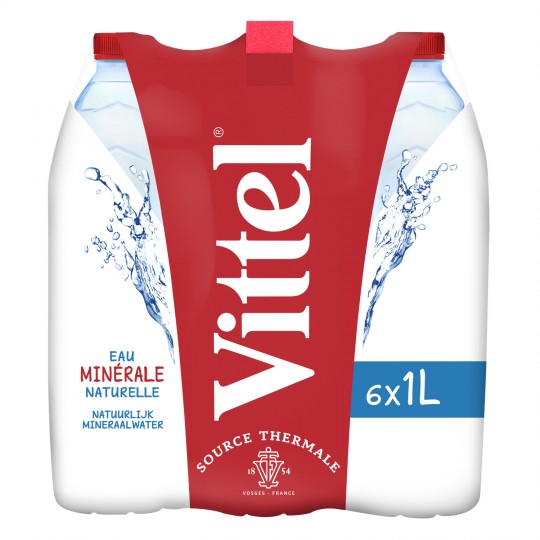 Vittel®
EAU
MINÉRALE
NATURELLE
NATUURLIJK
MINERAALWATER
6x1L
SOURCE THERMALE
18 54
VOSGES - FRANCE